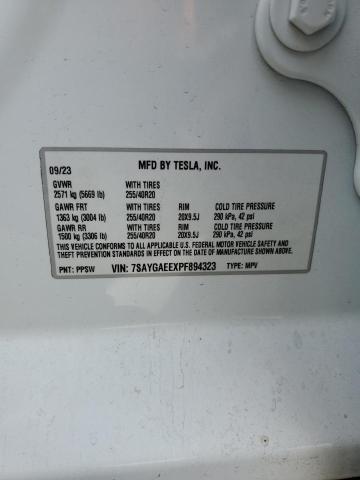 09/23 MFD BY TESLA, INC.
GVWR WITH TIRES
2571 kg (5669 lb) 255/40R20
GAWR FRT WITH TIRES RIM COLD TIRE PRESSURE
1363 kg (3004 lb) 255/40R20 20X9.5J 290 kPa, 42 psi
GAWR RR WITH TIRES RIM COLD TIRE PRESSURE
1500 kg (3306 lb) 255/40R20 20X9.5J 290 kPa, 42 psi
THIS VEHICLE CONFORMS TO ALL APPLICABLE U.S. FEDERAL MOTOR VEHICLE SAFETY AND
THEFT PREVENTION STANDARDS IN EFFECT ON THE DATE OF MANUFACTURE SHOWN ABOVE.
PNT: PPSW VIN: 7SAYGAEEXPF894323 TYPE: MPV